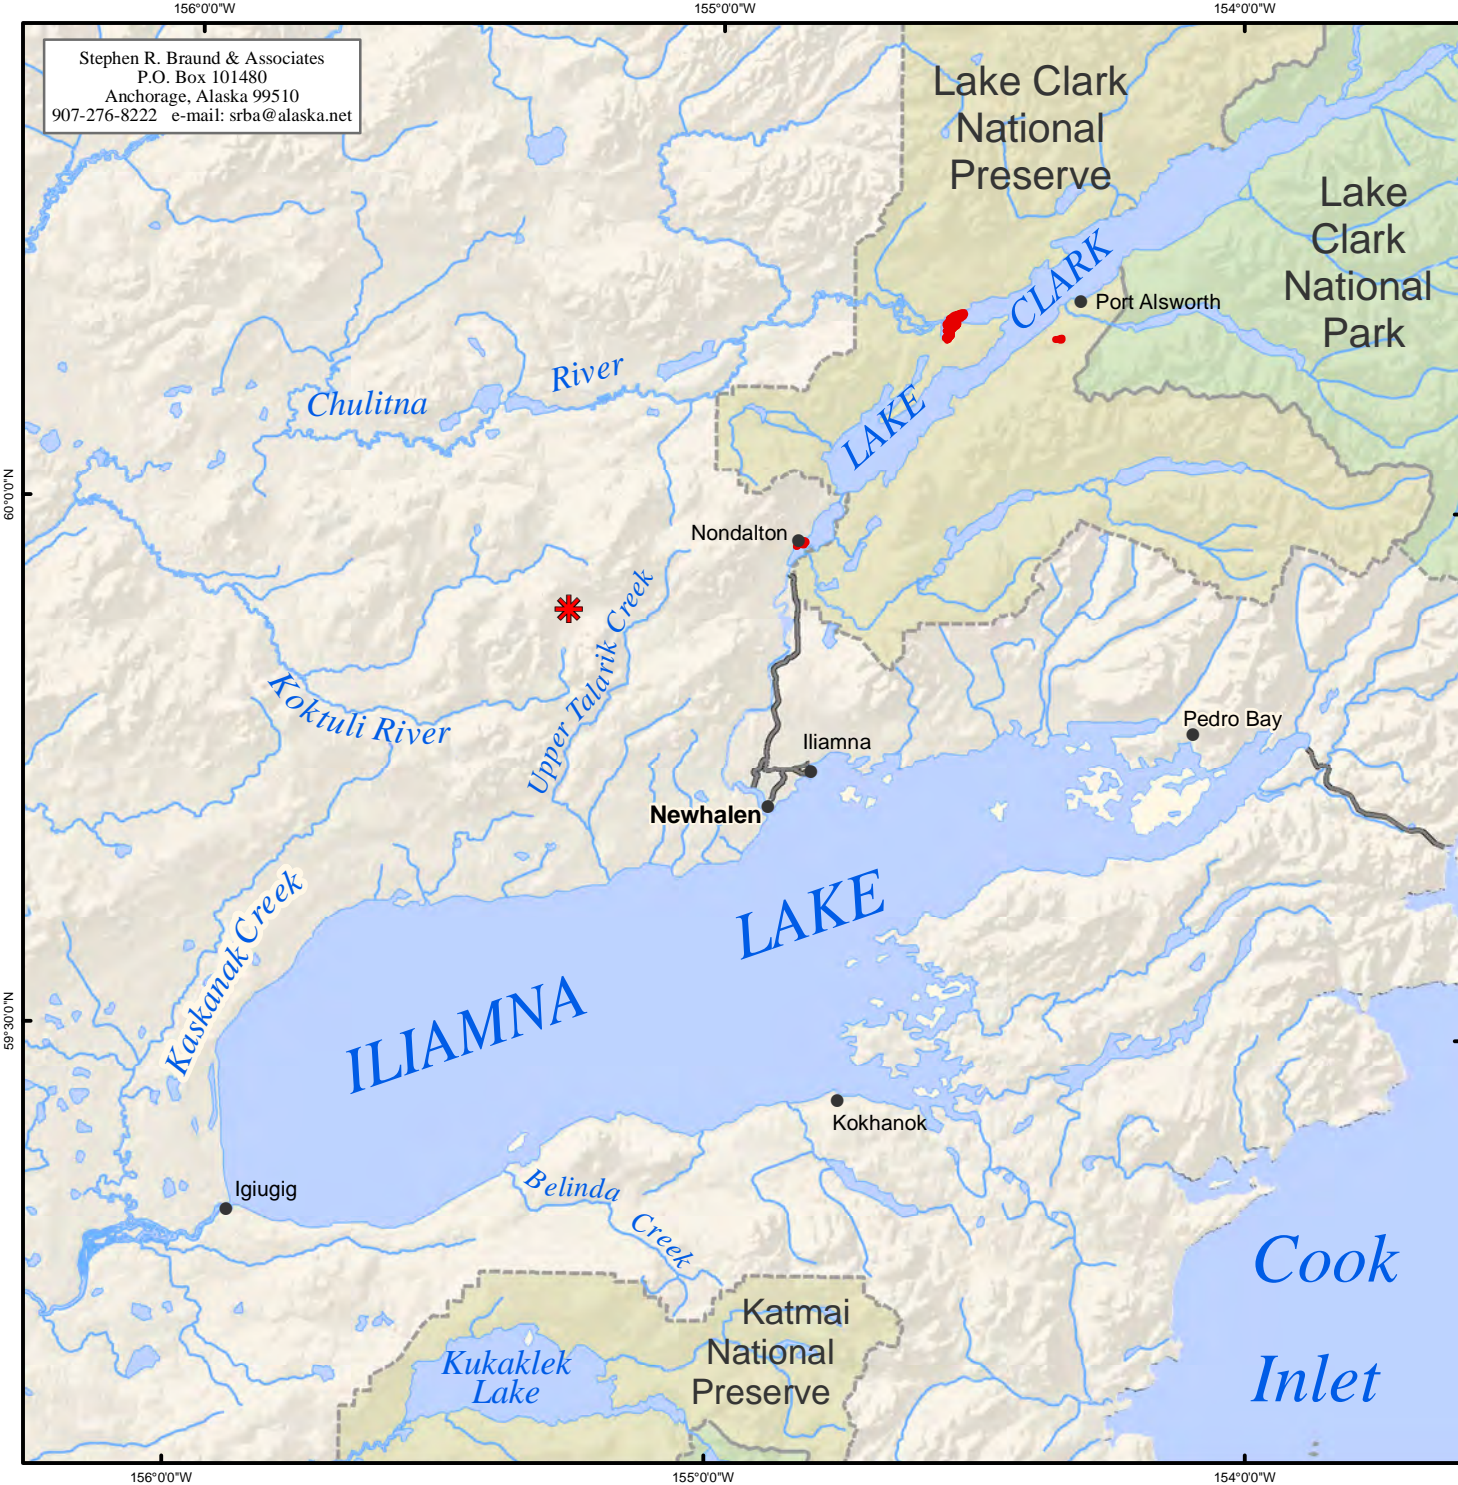 156°0'0"W
155°0'0"W
154°0'0"W
Stephen R. Braund & Associates
P.O. Box 101480
Anchorage, Alaska 99510
907-276-8222 e-mail: srba@alaska.net
Lake Clark
National
Preserve
Lake
Clark
National
Park
LAKE CLARK
Port Alsworth
Chulitna River
60°0'0"N
Nondalton
Upper Talarik Creek
Koktuli River
Pedro Bay
Iliamna
Newhalen
Kaskanak Creek
ILIAMNA LAKE
59°30'0"N
Kokhanok
Igiugig
Belinda Creek
Cook
Inlet
Katmai
National
Preserve
Kukaklek
Lake
156°0'0"W
155°0'0"W
154°0'0"W